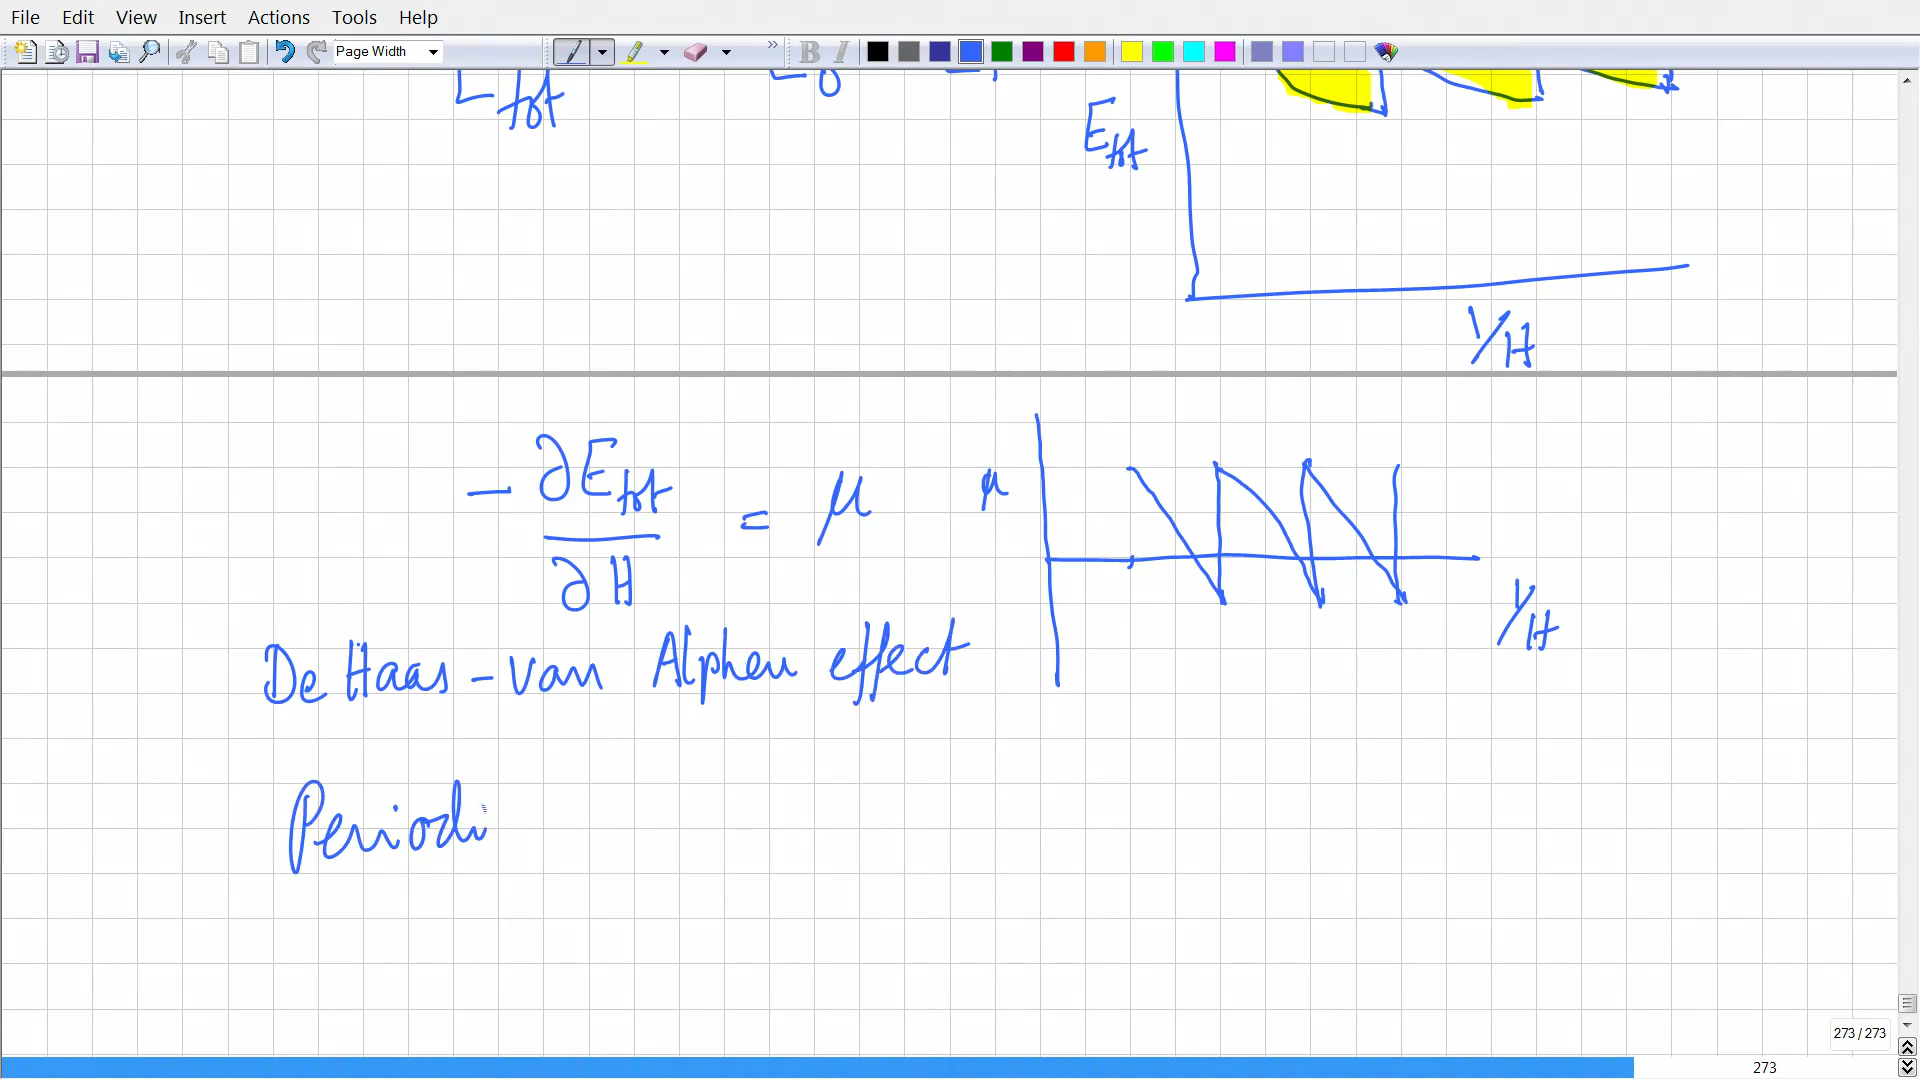 File Edit View Insert Actions Tools Help
Page Width
E_tot
1/H
- ∂E_tot / ∂H = μ
μ
1/H
De Haas-van Alphen effect
Periodi
273 / 273
273